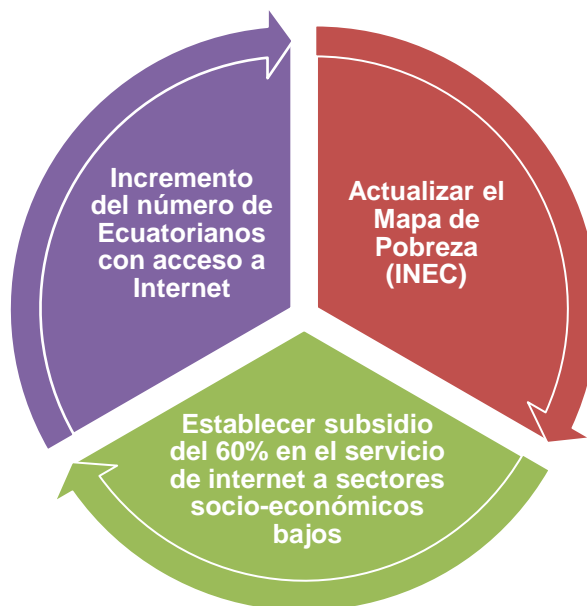 Incremento
del número de
Ecuatorianos
con acceso a
Internet
Actualizar el
Mapa de
Pobreza
(INEC)
Establecer subsidio
del 60% en el servicio
de internet a sectores
socio-económicos
bajos